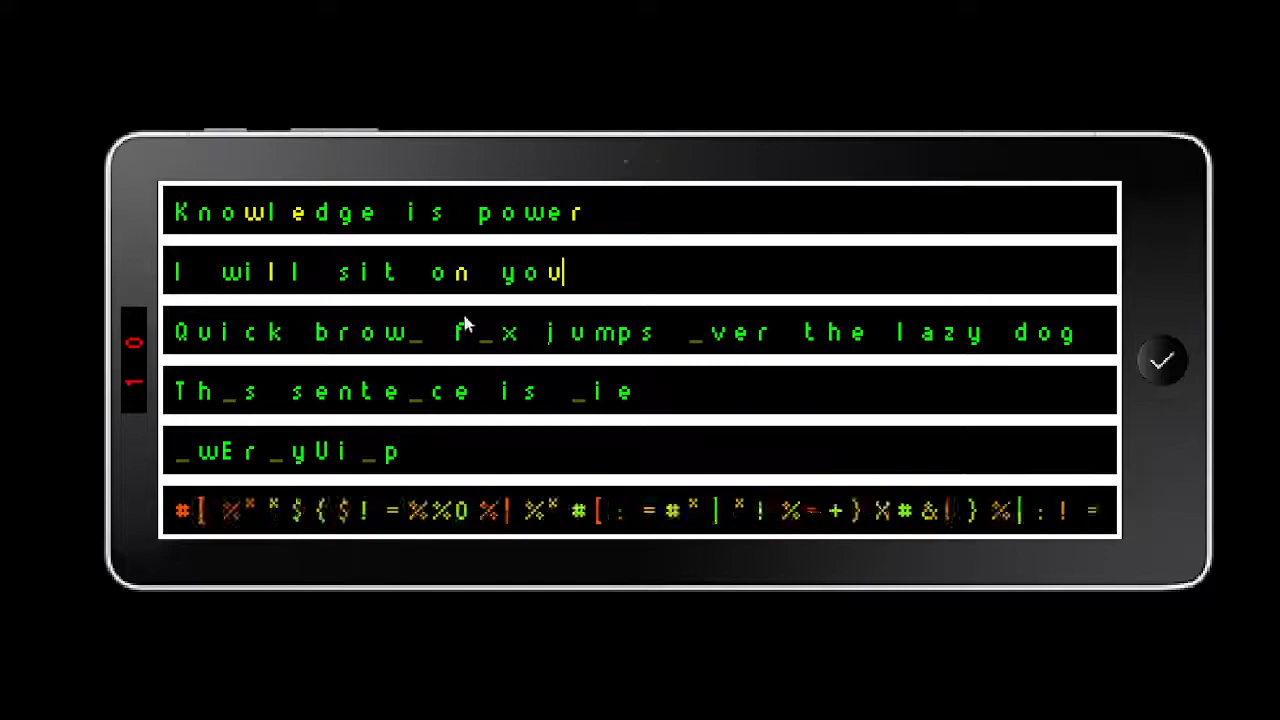 Knowledge is power
I will sit on you
Quick brow_ f_x jumps _ver the lazy dog
Th_s sente_ce is _ie
_wEr_yUi_p
#[%**${$!=%%0%|%*#[:=#*]*!%=+}X#&(}%|:!=
10